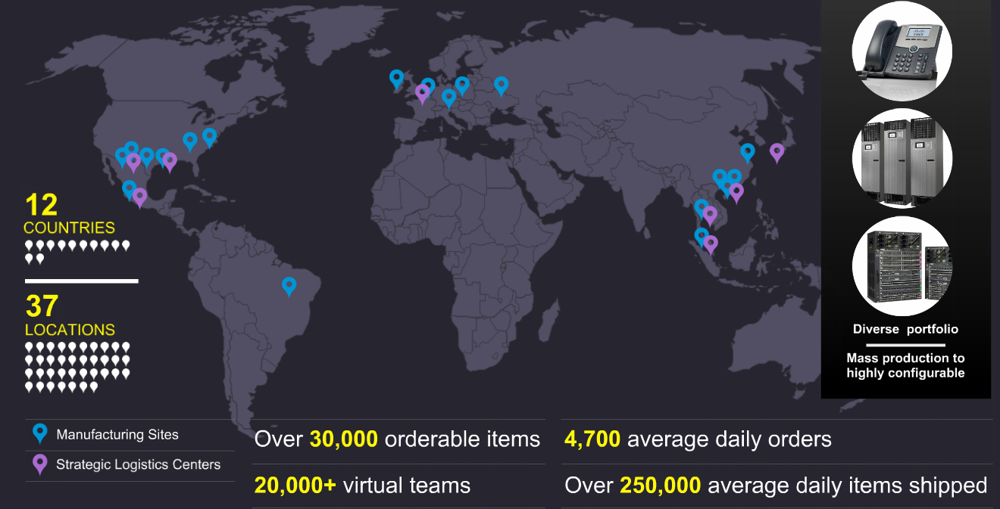 12
COUNTRIES
37
LOCATIONS
Manufacturing Sites
Strategic Logistics Centers
Over 30,000 orderable items
20,000+ virtual teams
4,700 average daily orders
Over 250,000 average daily items shipped
CISCO
Diverse portfolio
Mass production to
highly configurable